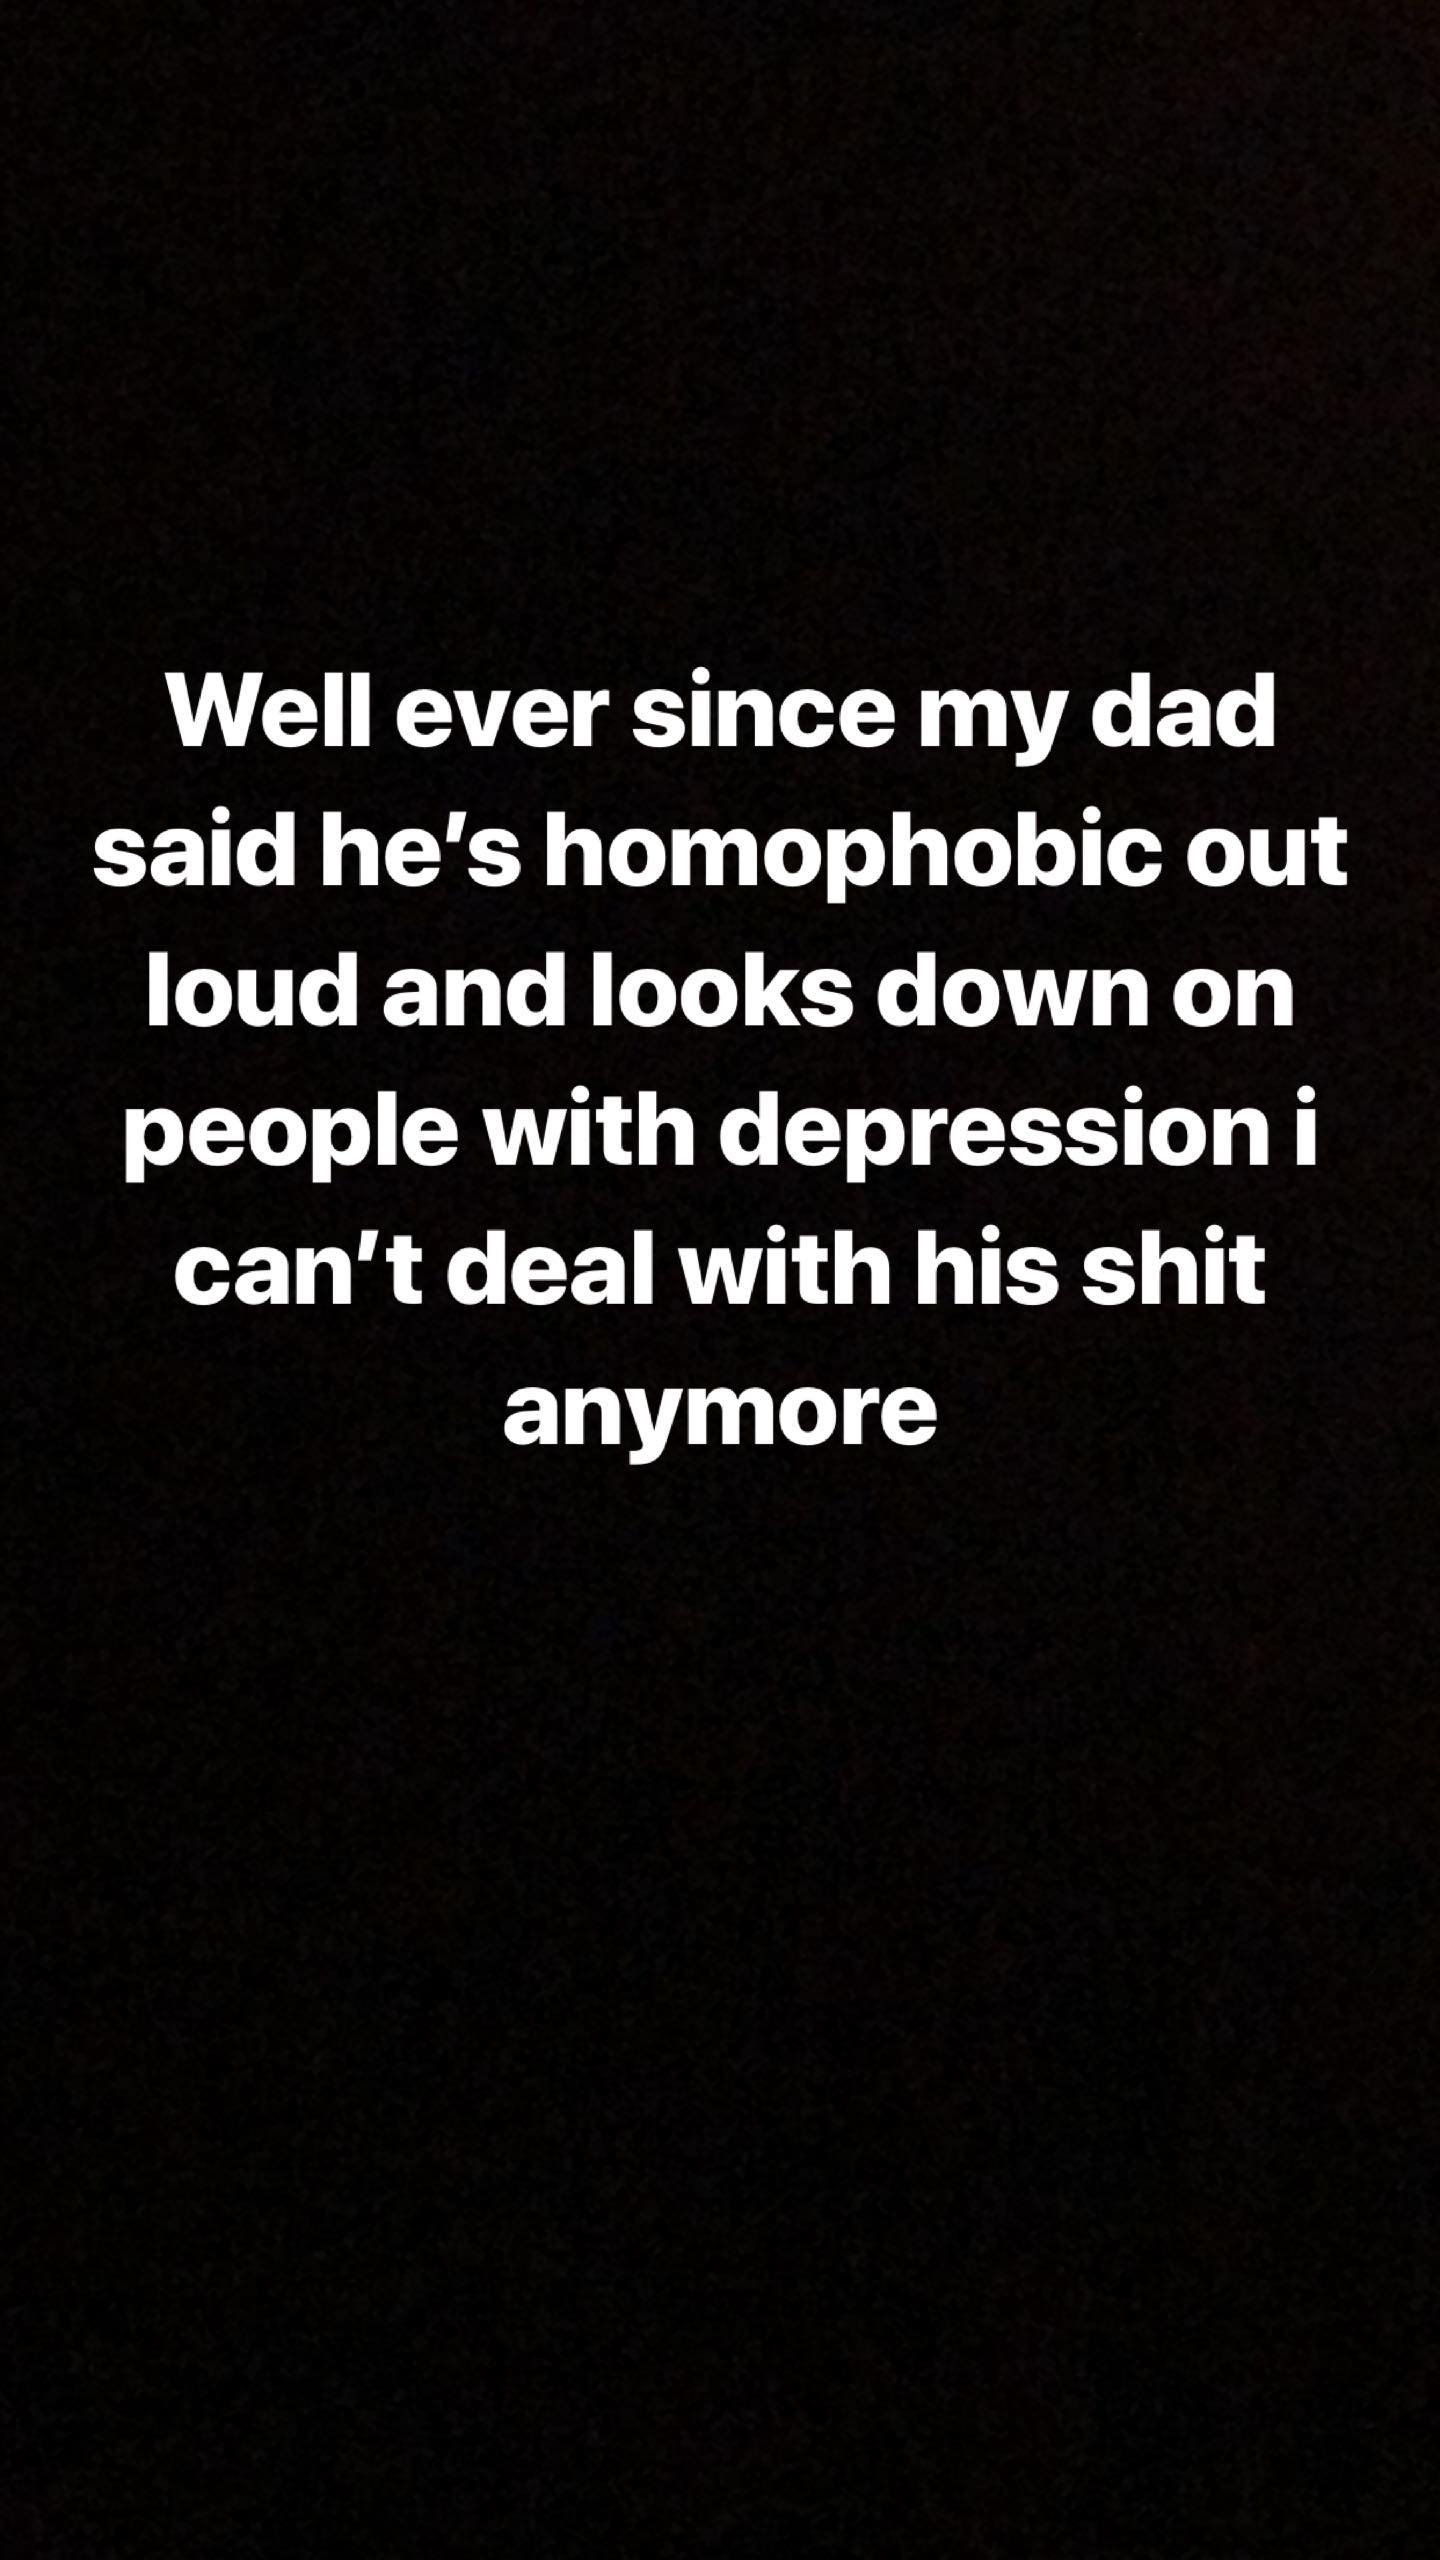 Well ever since my dad
said he’s homophobic out
loud and looks down on
people with depression i
can’t deal with his shit
anymore